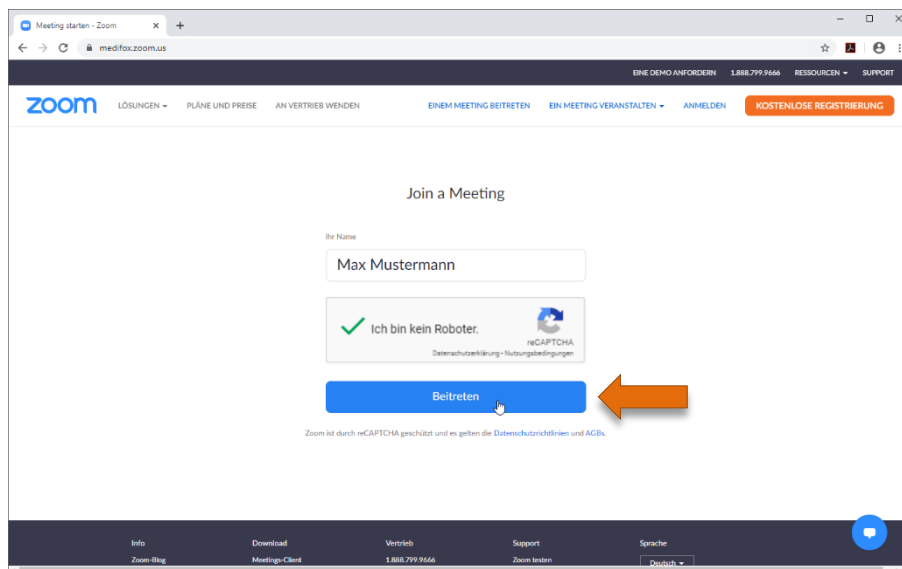 Meeting starten - Zoom
medifox.zoom.us
EINE DEMO ANFORDERN 1.888.799.9666 RESSOURCEN SUPPORT
zoom LÖSUNGEN PLÄNE UND PREISE AN VERTRIEB WENDEN EINEM MEETING BEITRETEN EIN MEETING VERANSTALTEN ANMELDEN KOSTENLOSE REGISTRIERUNG
Join a Meeting
Ihr Name
Max Mustermann
Ich bin kein Roboter.
reCAPTCHA
Datenschutzerklärung - Nutzungsbedingungen
Beitreten
Zoom ist durch reCAPTCHA geschützt und es gelten die Datenschutzrichtlinien und AGBs.
Info Download Vertrieb Support Sprache
Zoom-Blog Meetings-Client 1.888.799.9666 Zoom testen Deutsch